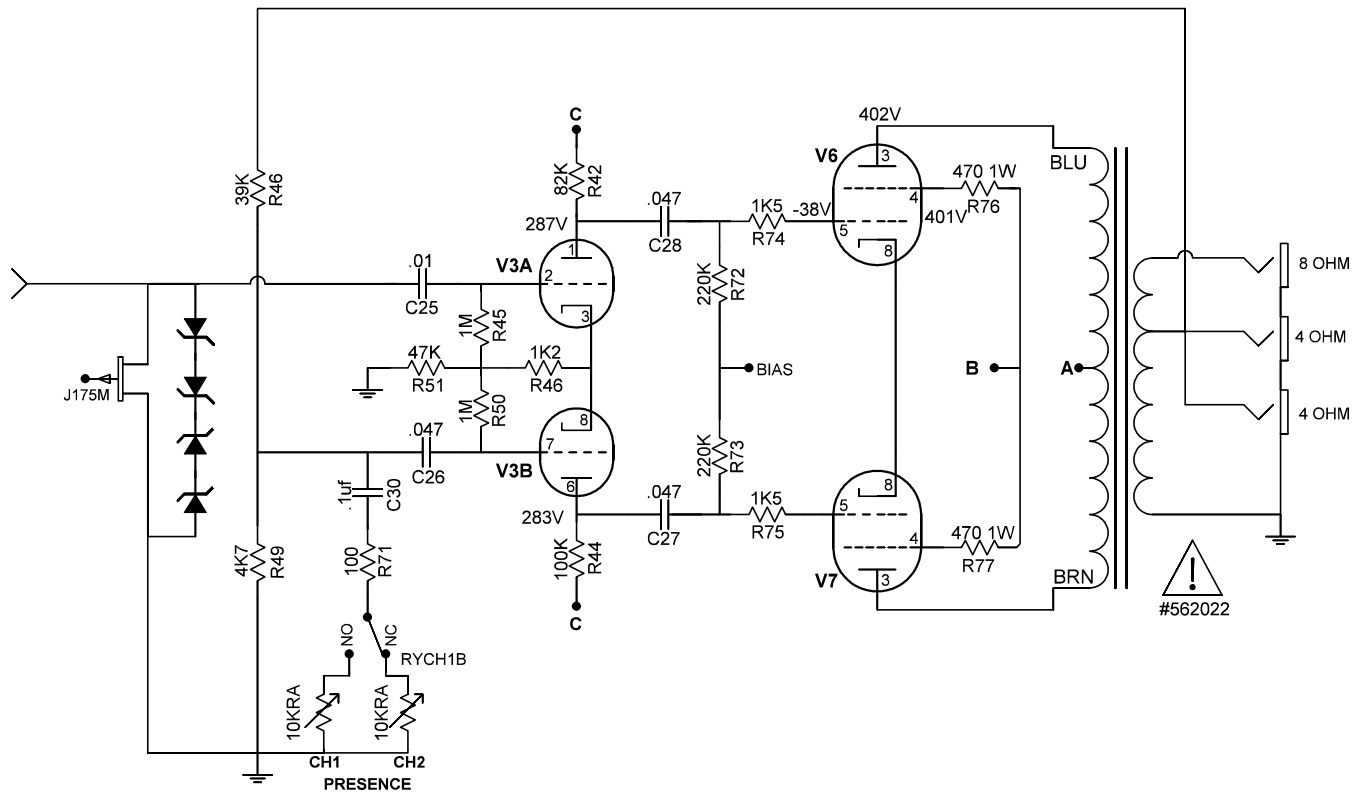 C
402V
82K
R42
V6
3
BLU
39K
R46
.047
C28
1K5
R74
-38V
5
4
401V
470 1W
R76
287V
8
1
V3A
2
3
.01
C25
1M
R45
220K
R72
8 OHM
4 OHM
47K
R51
1K2
R46
BIAS
B
A
J175M
1M
R50
4 OHM
.047
C26
8
7
V3B
6
220K
R73
.1uf
C30
283V
.047
C27
1K5
R75
8
5
4
470 1W
R77
4K7
R49
100
R71
100K
R44
V7
3
BRN
C
#562022
NO
NC
RYCH1B
10KRA
10KRA
CH1
CH2
PRESENCE